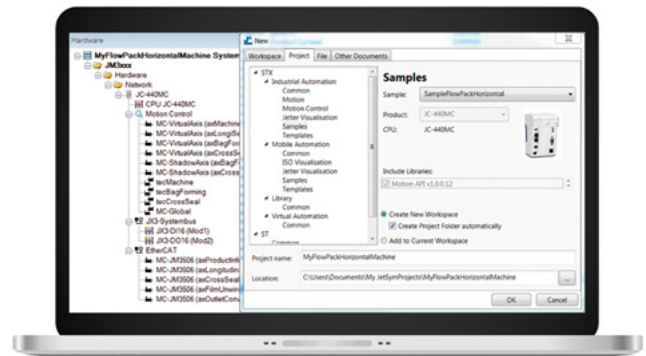 Hardware
MyFlowPackHorizontalMachine System
JM3xxx
Hardware
Network
JC-440MC
CPU JC-440MC
Motion Control
MC-VirtualAxis (axMachine
MC-VirtualAxis (axLongiSe
MC-VirtualAxis (axBagFor
MC-VirtualAxis (axCrossSe
MC-ShadowAxis (axBagF
MC-ShadowAxis (axCross
tecMachine
tecBagForming
tecCrossSeal
MC-Global
JX3-Systembus
JX3-DI16 (Mod1)
JX3-DO16 (Mod2)
EtherCAT
MC-JM3506 (axProductInf
MC-JM3506 (axLongitudin
MC-JM3506 (axCrossSeal
MC-JM3506 (axFilmUnwin
MC-JM3506 (axOutletConv
New
Workspace Project File Other Documents
STX
Industrial Automation
Common
Motion
Motion Control
Jetter Visualisation
Samples
Templates
Mobile Automation
Common
ISO Visualisation
Jetter Visualisation
Samples
Templates
Library
Common
Virtual Automation
Common
ST
Common
Samples
Sample: SampleFlowPackHorizontal
Product: JC-440MC
CPU: JC-440MC
Include Libraries:
Motion API v1.0.0.12
Create New Workspace
Create Project Folder automatically
Add to Current Workspace
Project name: MyFlowPackHorizontalMachine
Location: C:\Users\Documents\My JetSymProjects\MyFlowPackHorizontalMachine ...
OK Cancel